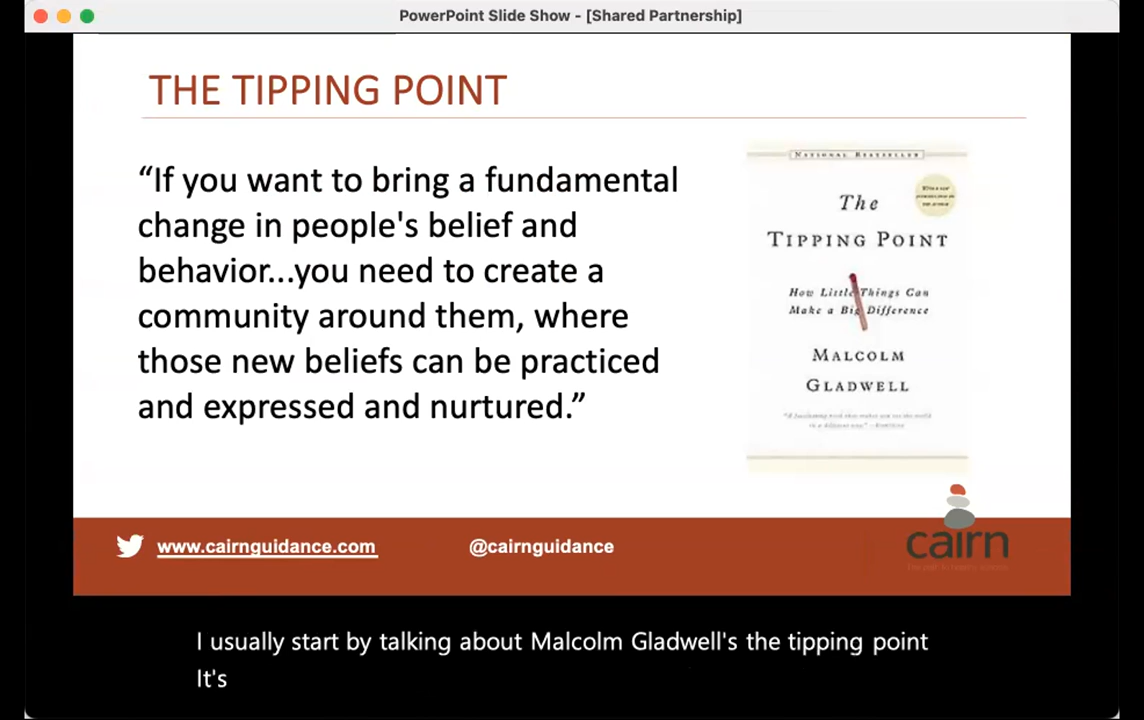 PowerPoint Slide Show - [Shared Partnership]
THE TIPPING POINT
“If you want to bring a fundamental
change in people's belief and
behavior...you need to create a
community around them, where
those new beliefs can be practiced
and expressed and nurtured.”
NATIONAL BESTSELLER
The
TIPPING POINT
How Little Things Can
Make a Big Difference
MALCOLM
GLADWELL
www.cairnguidance.com
@cairnguidance
cairn
I usually start by talking about Malcolm Gladwell's the tipping point
It's